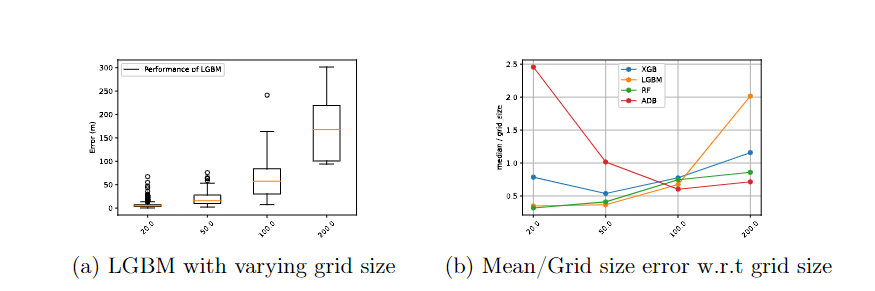 Performance of LGBM
Error (m)
300
250
200
150
100
50
0
20.0
50.0
100.0
200.0
(a) LGBM with varying grid size
XGB
LGBM
RF
ADB
median / grid size
2.5
2.0
1.5
1.0
0.5
20.0
50.0
100.0
200.0
(b) Mean/Grid size error w.r.t grid size